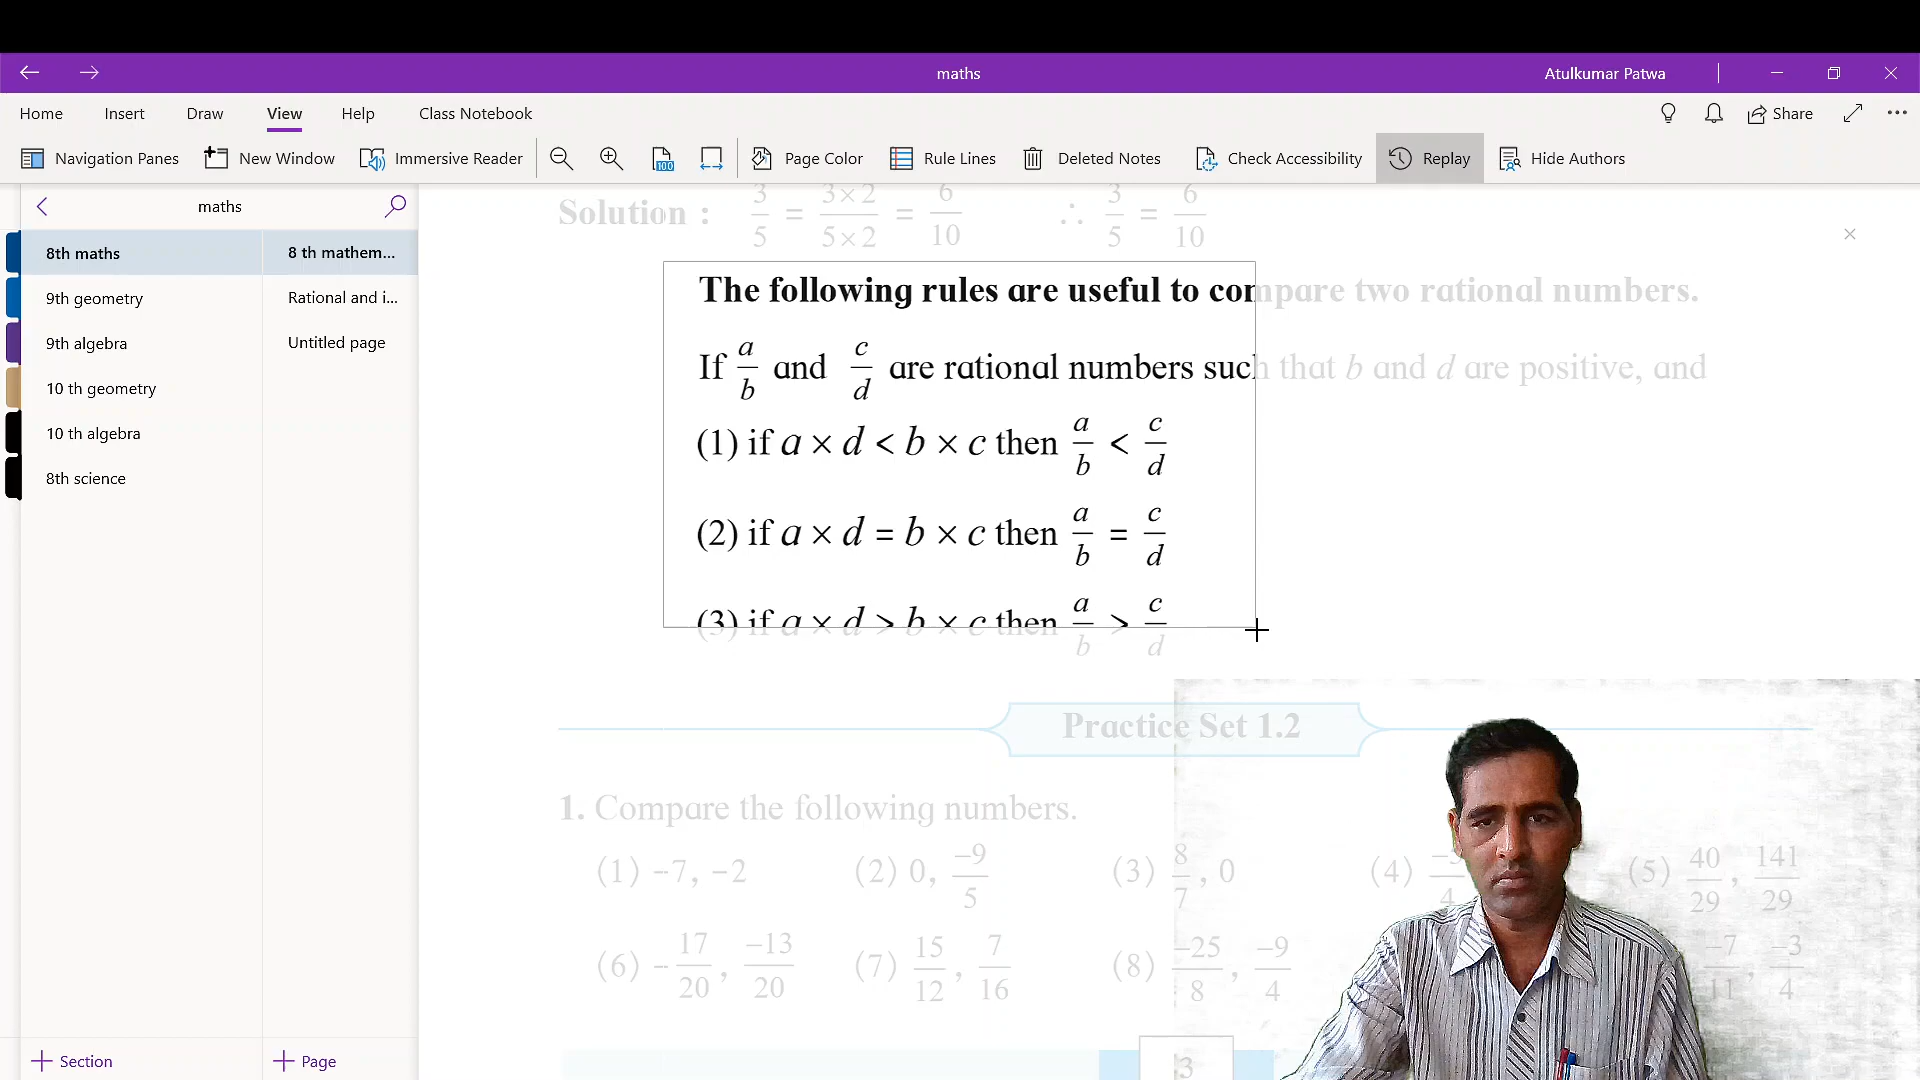 maths
Atulkumar Patwa
Home Insert Draw View Help Class Notebook Share
Navigation Panes New Window Immersive Reader 100 Page Color Rule Lines Deleted Notes Check Accessibility Replay Hide Authors
maths
8th maths
9th geometry
9th algebra
10 th geometry
10 th algebra
8th science
8 th mathem...
Rational and i...
Untitled page
Solution : 3/5 = 3×2/5×2 = 6/10 ∴ 3/5 = 6/10
The following rules are useful to compare two rational numbers.
If a/b and c/d are rational numbers such that b and d are positive, and
(1) if a × d < b × c then a/b < c/d
(2) if a × d = b × c then a/b = c/d
(3) if a × d > b × c then a/b > c/d
Practice Set 1.2
1. Compare the following numbers.
(1) -7, -2 (2) 0, -9/5 (3) 8/7, 0 (4) (5) 40/29, 141/29
(6) -17/20, -13/20 (7) 15/12, 7/16 (8) -25/8, -9/4 -7/11, -3/4
3
+ Section + Page